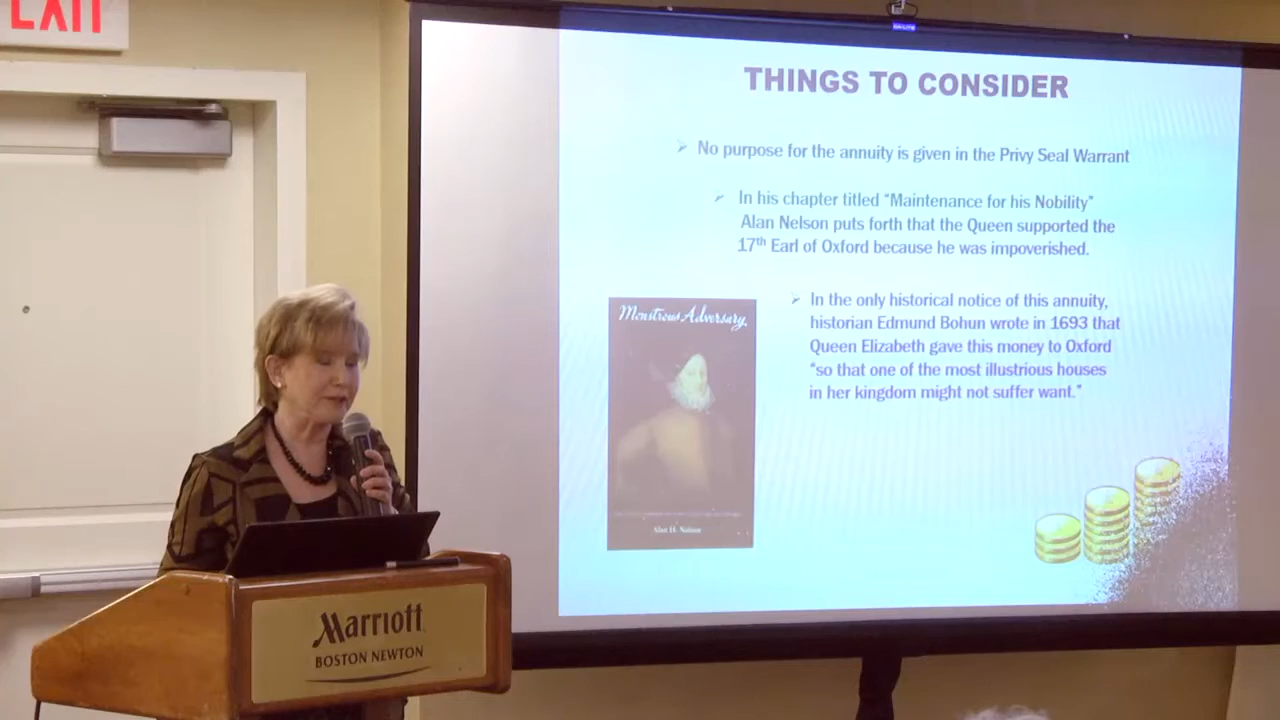 EXIT
THINGS TO CONSIDER
No purpose for the annuity is given in the Privy Seal Warrant
In his chapter titled “Maintenance for his Nobility”
Alan Nelson puts forth that the Queen supported the
17th Earl of Oxford because he was impoverished.
Monstrous Adversary
Alan H. Nelson
In the only historical notice of this annuity,
historian Edmund Bohun wrote in 1693 that
Queen Elizabeth gave this money to Oxford
“so that one of the most illustrious houses
in her kingdom might not suffer want.”
Marriott
BOSTON NEWTON